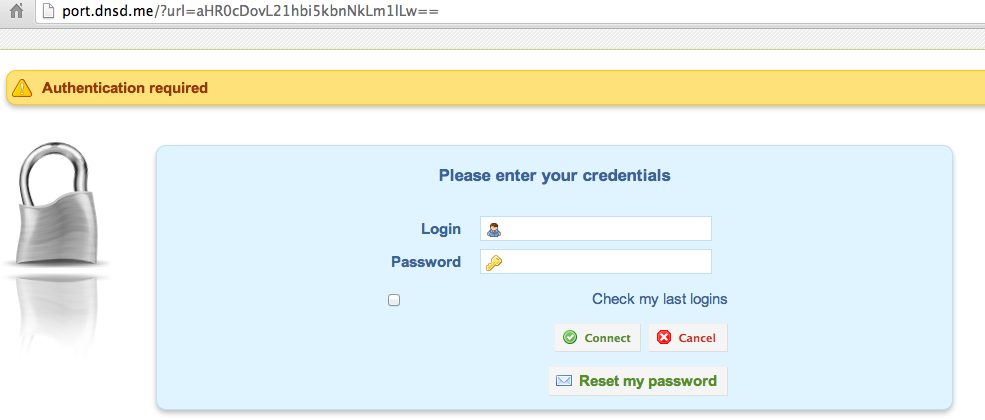 port.dnsd.me/?url=aHR0cDovL21hbi5kbnNkLm1lLw==
Authentication required
Please enter your credentials
Login
Password
Check my last logins
Connect Cancel
Reset my password